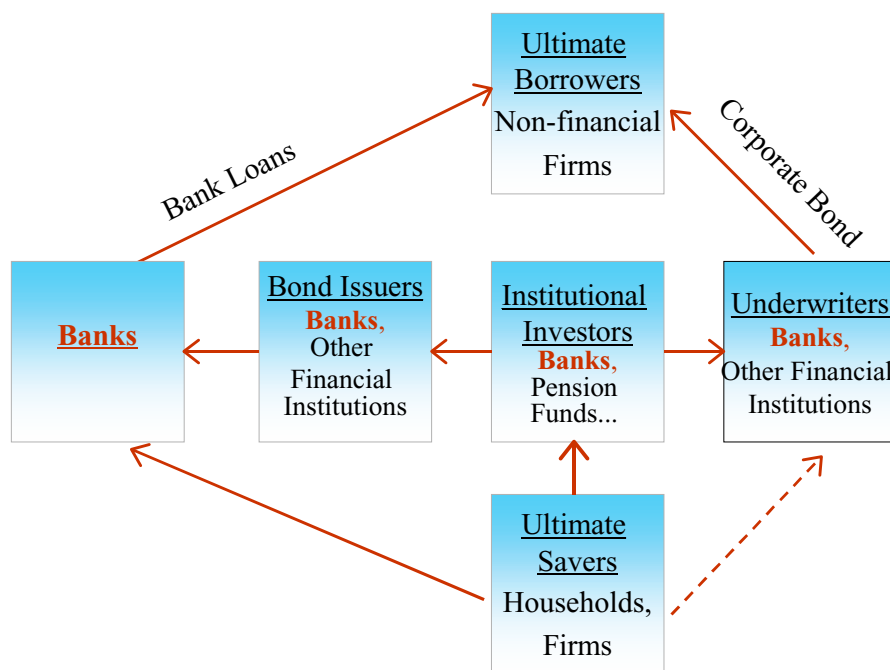 Ultimate
Borrowers
Non-financial
Firms
Bank Loans
Corporate Bond
Banks
Bond Issuers
Banks,
Other
Financial
Institutions
Institutional
Investors
Banks,
Pension
Funds...
Underwriters
Banks,
Other Financial
Institutions
Ultimate
Savers
Households,
Firms